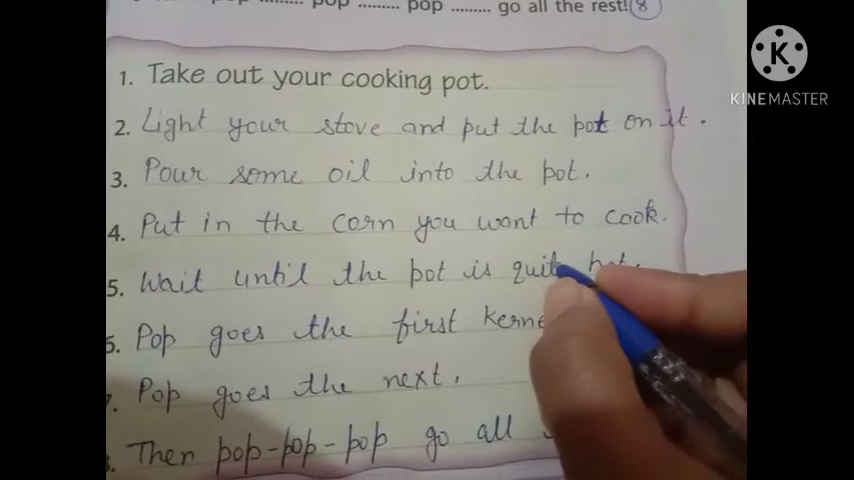 pop ......... pop ......... pop ......... go all the rest! 8
K
KINEMASTER
1. Take out your cooking pot.
2. Light your stove and put the pot on it.
3. Pour some oil into the pot.
4. Put in the corn you want to cook.
5. Wait until the pot is quite hot.
Pop goes the first
Pop goes the next.
Then pop-pop-pop go all